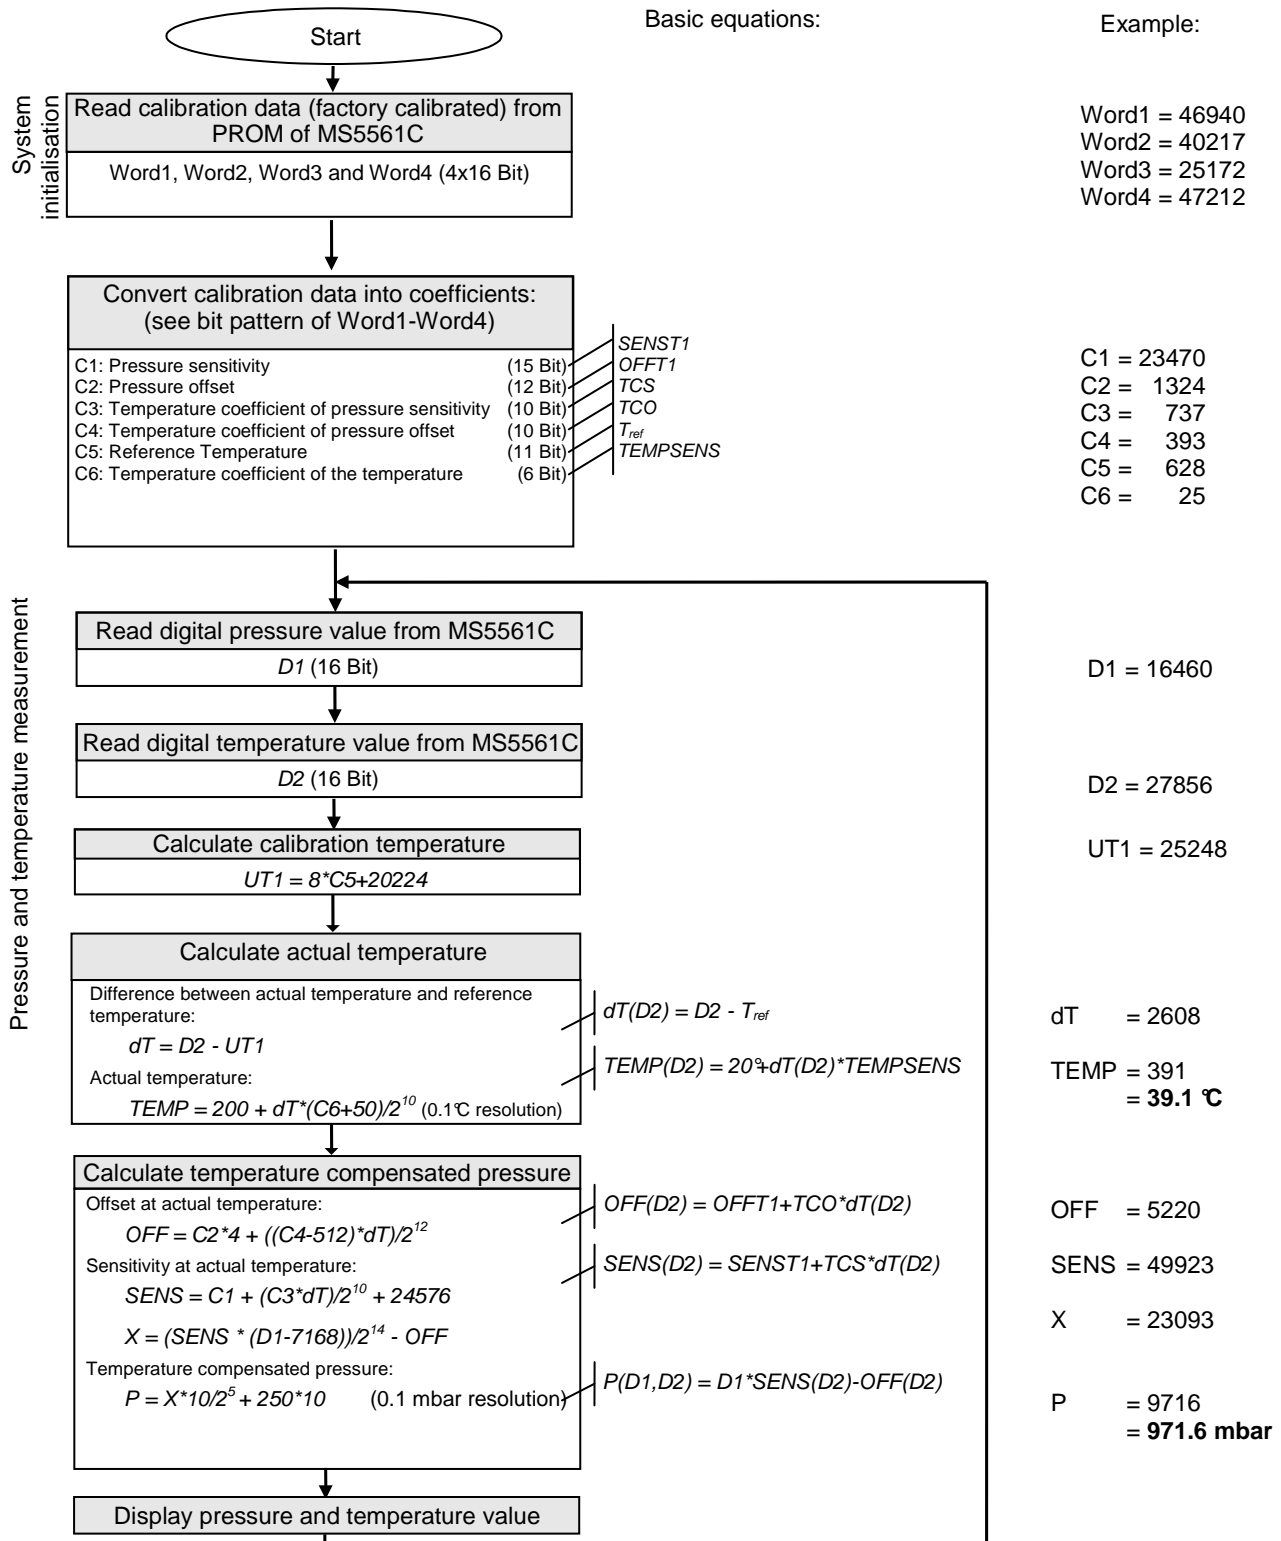 Basic equations:
Example:
Start
System initialisation
Read calibration data (factory calibrated) from
PROM of MS5561C
Word1, Word2, Word3 and Word4 (4x16 Bit)
Word1 = 46940
Word2 = 40217
Word3 = 25172
Word4 = 47212
Convert calibration data into coefficients:
(see bit pattern of Word1-Word4)
C1: Pressure sensitivity (15 Bit) SENST1
C2: Pressure offset (12 Bit) OFFT1
C3: Temperature coefficient of pressure sensitivity (10 Bit) TCS
C4: Temperature coefficient of pressure offset (10 Bit) TCO
C5: Reference Temperature (11 Bit) Tref
C6: Temperature coefficient of the temperature (6 Bit) TEMPSENS
C1 = 23470
C2 = 1324
C3 = 737
C4 = 393
C5 = 628
C6 = 25
Pressure and temperature measurement
Read digital pressure value from MS5561C
D1 (16 Bit)
D1 = 16460
Read digital temperature value from MS5561C
D2 (16 Bit)
D2 = 27856
Calculate calibration temperature
UT1 = 8*C5+20224
UT1 = 25248
Calculate actual temperature
Difference between actual temperature and reference
temperature:
dT = D2 - UT1
dT(D2) = D2 - Tref
dT = 2608
Actual temperature:
TEMP = 200 + dT*(C6+50)/2^10 (0.1°C resolution)
TEMP(D2) = 20°+dT(D2)*TEMPSENS
TEMP = 391
= 39.1 °C
Calculate temperature compensated pressure
Offset at actual temperature:
OFF = C2*4 + ((C4-512)*dT)/2^12
OFF(D2) = OFFT1+TCO*dT(D2)
OFF = 5220
Sensitivity at actual temperature:
SENS = C1 + (C3*dT)/2^10 + 24576
SENS(D2) = SENST1+TCS*dT(D2)
SENS = 49923
X = (SENS * (D1-7168))/2^14 - OFF
X = 23093
Temperature compensated pressure:
P = X*10/2^5 + 250*10 (0.1 mbar resolution)
P(D1,D2) = D1*SENS(D2)-OFF(D2)
P = 9716
= 971.6 mbar
Display pressure and temperature value